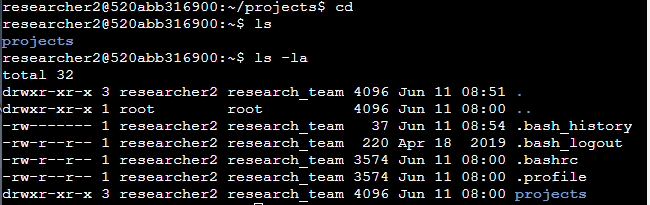 researcher2@520abb316900:~/projects$ cd
researcher2@520abb316900:~$ ls
projects
researcher2@520abb316900:~$ ls -la
total 32
drwxr-xr-x 3 researcher2 research_team 4096 Jun 11 08:51 .
drwxr-xr-x 1 root        root          4096 Jun 11 08:00 ..
-rw------- 1 researcher2 research_team   37 Jun 11 08:54 .bash_history
-rw-r--r-- 1 researcher2 research_team  220 Apr 18  2019 .bash_logout
-rw-r--r-- 1 researcher2 research_team 3574 Jun 11 08:00 .bashrc
-rw-r--r-- 1 researcher2 research_team 3574 Jun 11 08:00 .profile
drwxr-xr-x 3 researcher2 research_team 4096 Jun 11 08:00 projects